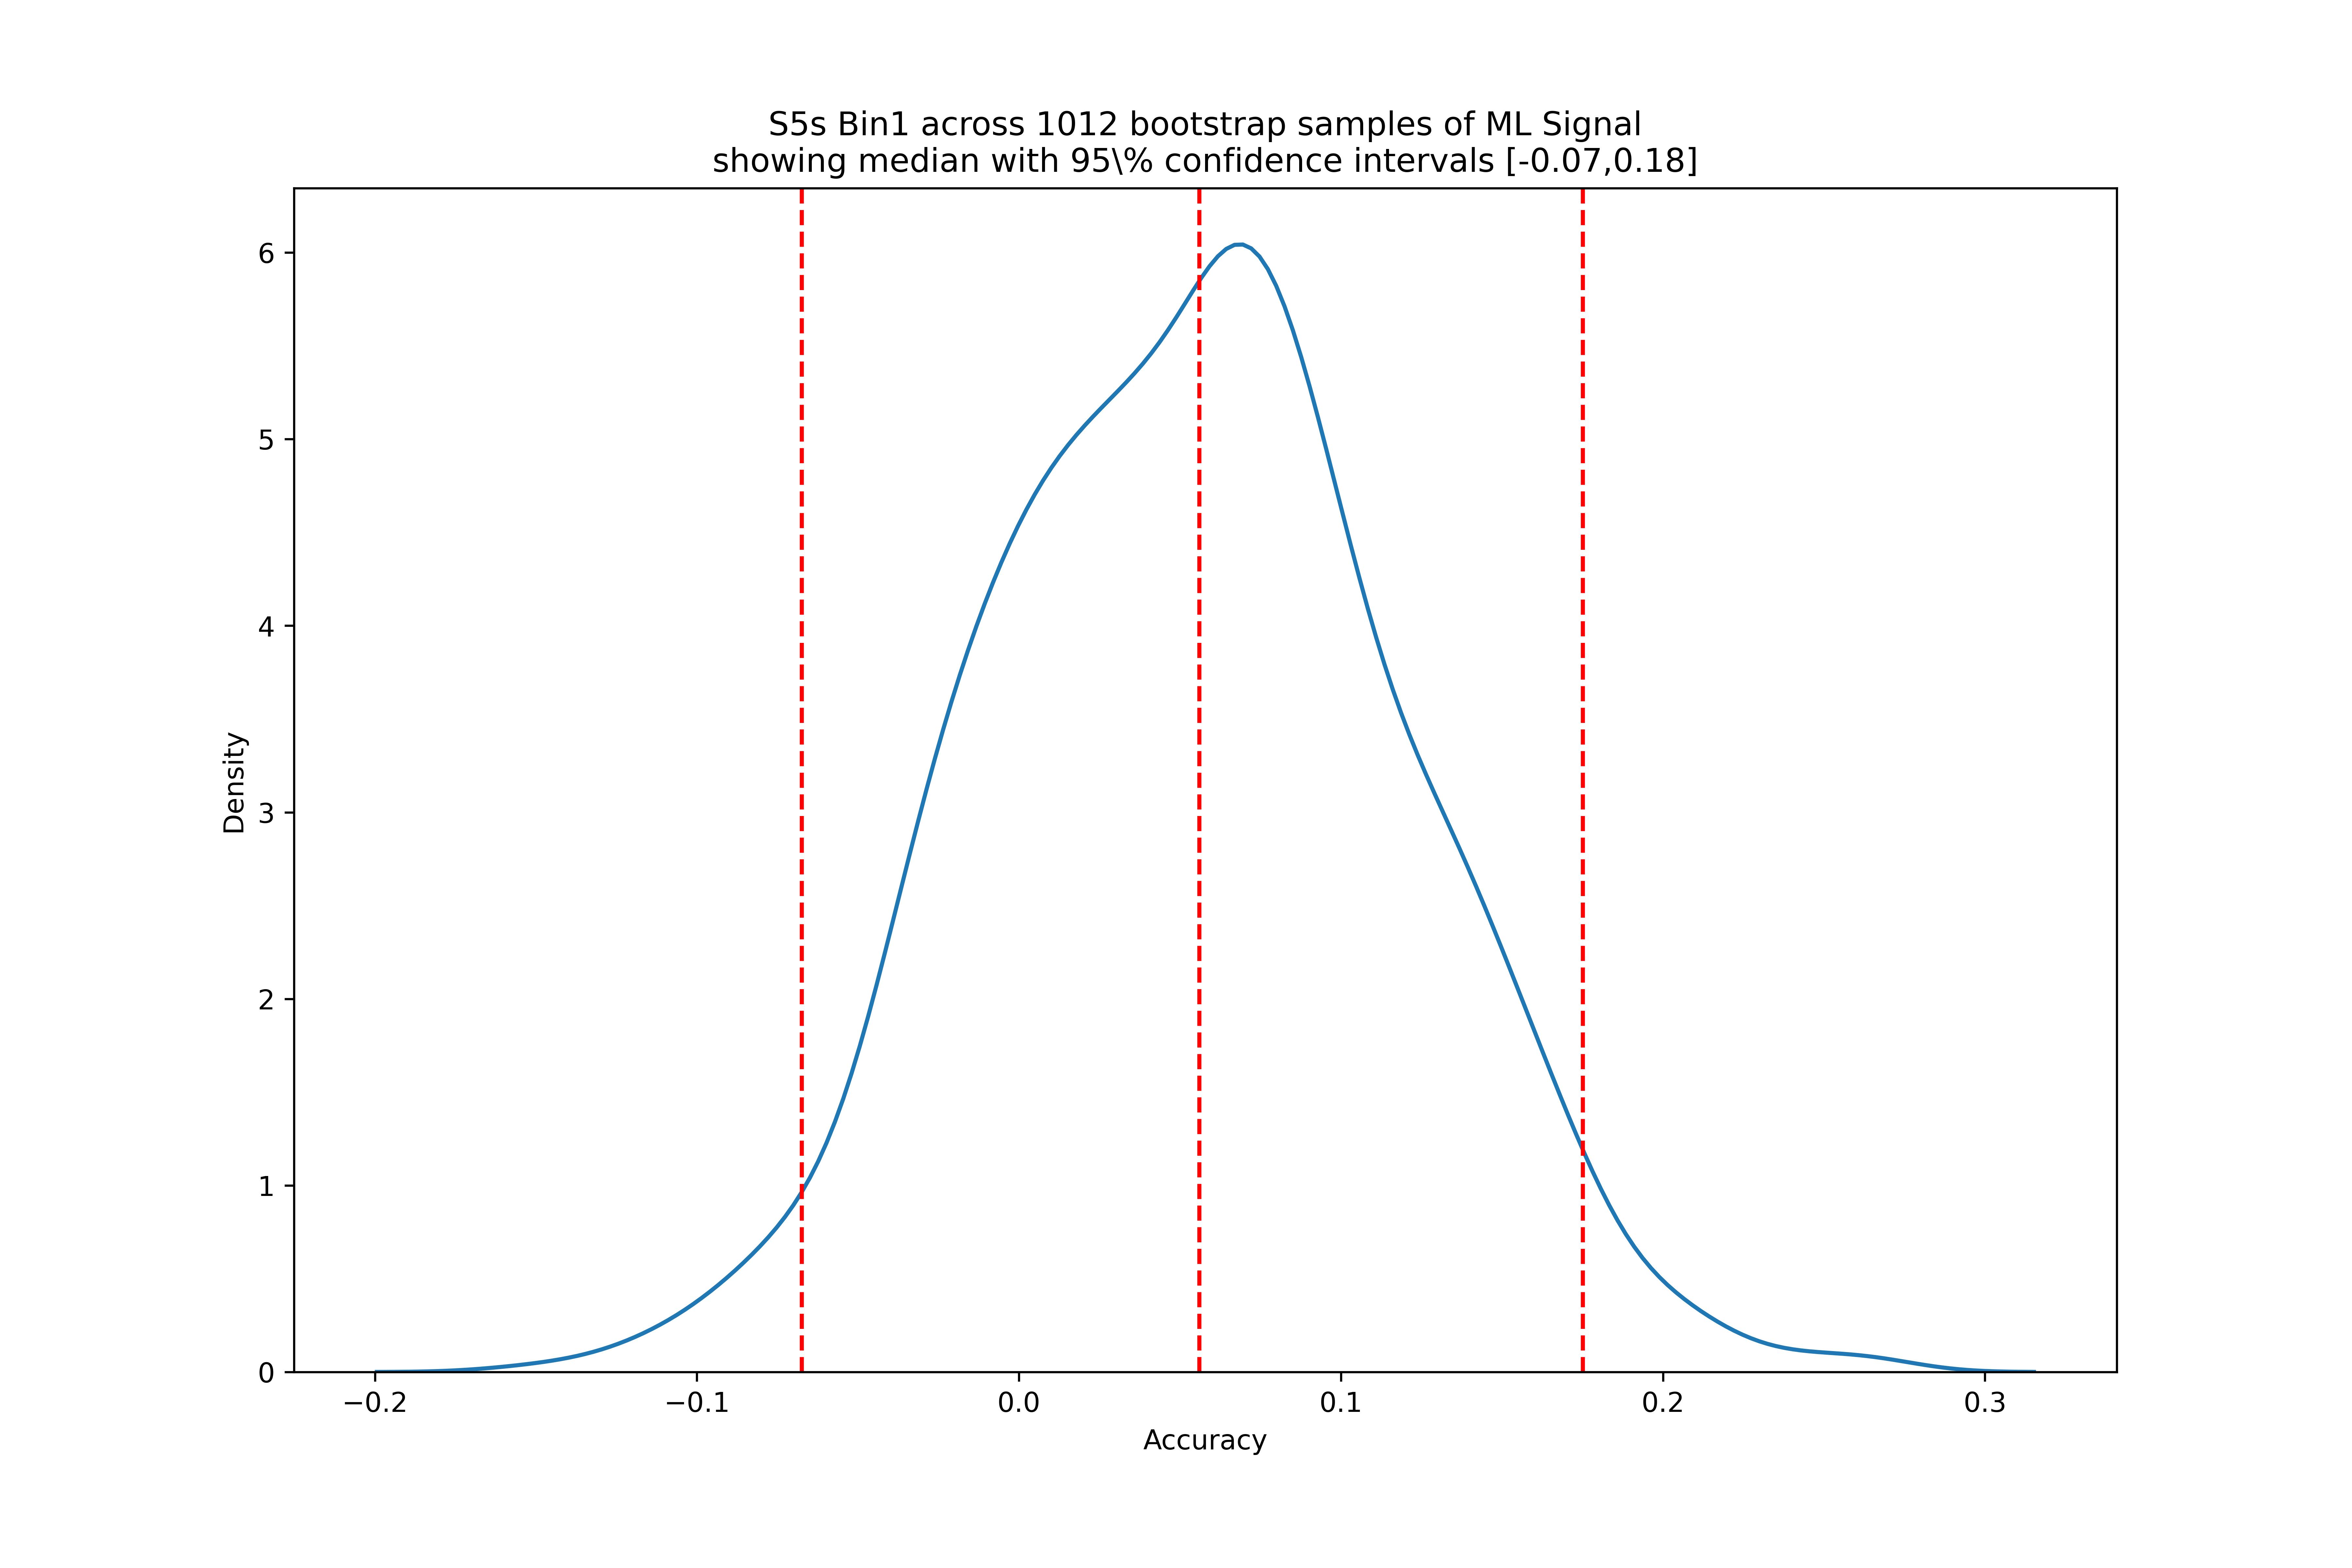 S5s Bin1 across 1012 bootstrap samples of ML Signal
showing median with 95\% confidence intervals [-0.07,0.18]
6
5
4
3
2
1
0
Density
−0.2 −0.1 0.0 0.1 0.2 0.3
Accuracy